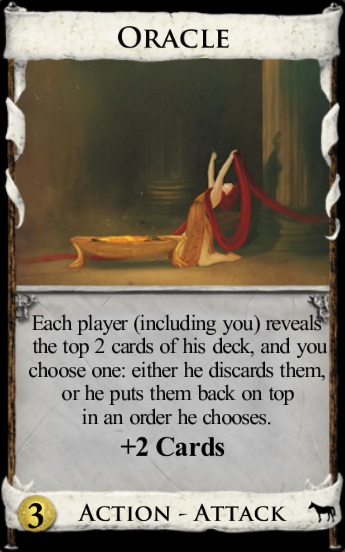 ORACLE
Each player (including you) reveals
the top 2 cards of his deck, and you
choose one: either he discards them,
or he puts them back on top
in an order he chooses.
+2 Cards
3 ACTION - ATTACK